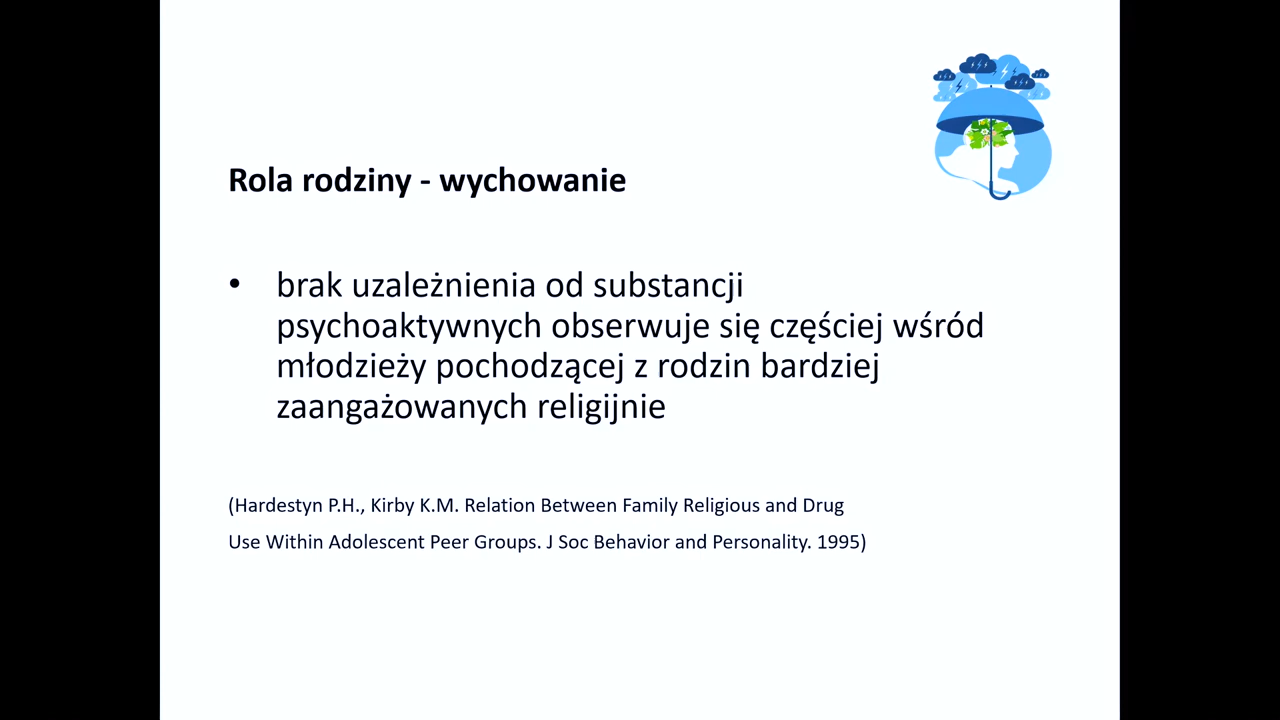 Rola rodziny - wychowanie
• brak uzależnienia od substancji
psychoaktywnych obserwuje się częściej wśród
młodzieży pochodzącej z rodzin bardziej
zaangażowanych religijnie
(Hardestyn P.H., Kirby K.M. Relation Between Family Religious and Drug
Use Within Adolescent Peer Groups. J Soc Behavior and Personality. 1995)